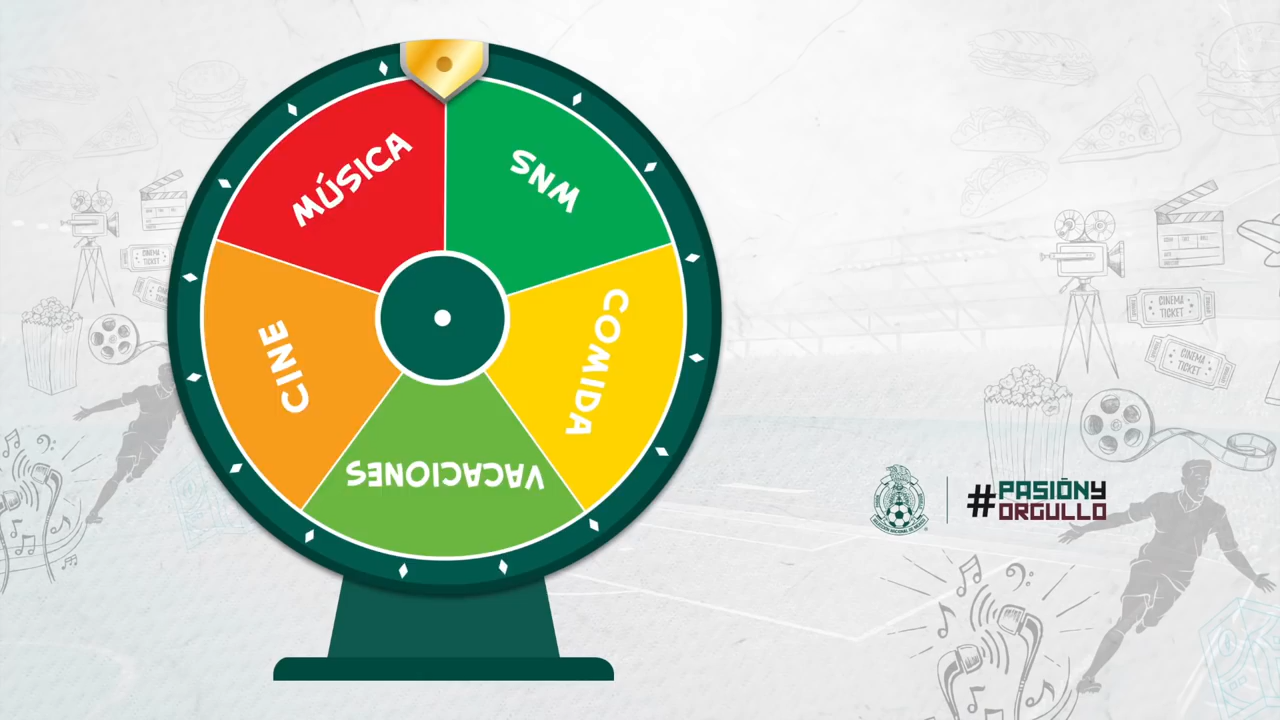 MÚSICA
SNM
COMIDA
VACACIONES
CINE
CINEMA
TICKET
CINEMA
TICKET
CINEMA
TICKET
#PASIÓNY
ORGULLO